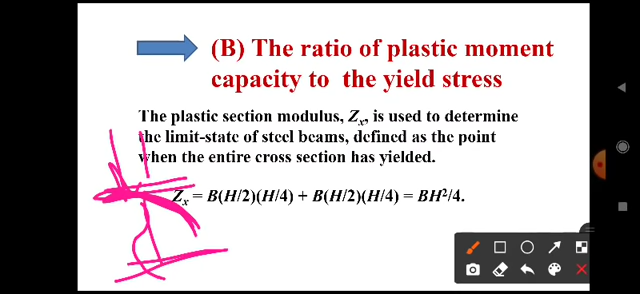 (B) The ratio of plastic moment
capacity to the yield stress
The plastic section modulus, Zₓ, is used to determine
the limit-state of steel beams, defined as the point
when the entire cross section has yielded.
Zₓ = B(H/2)(H/4) + B(H/2)(H/4) = BH²/4.